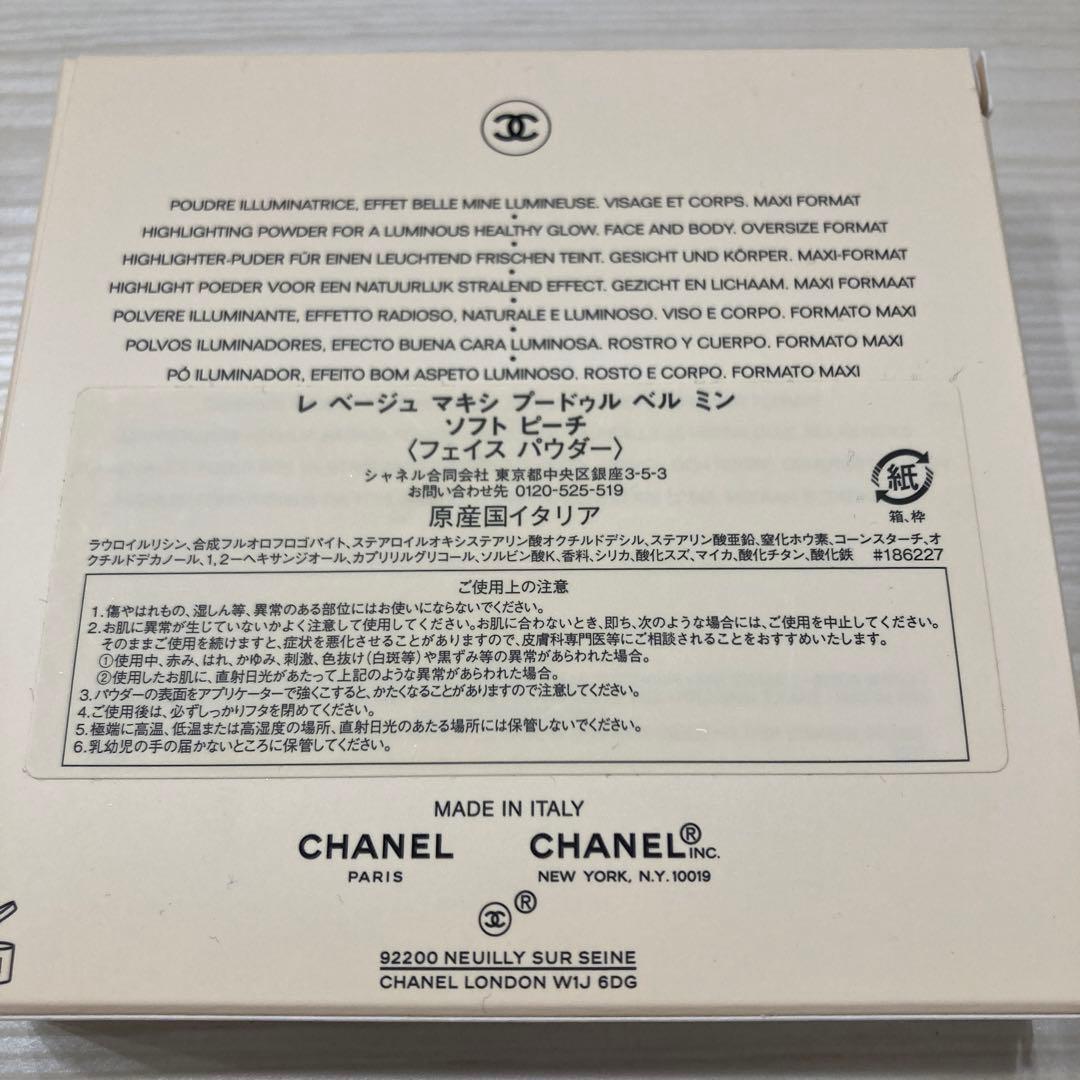 POUDRE ILLUMINATRICE, EFFET BELLE MINE LUMINEUSE. VISAGE ET CORPS. MAXI FORMAT
HIGHLIGHTING POWDER FOR A LUMINOUS HEALTHY GLOW. FACE AND BODY. OVERSIZE FORMAT
HIGHLIGHTER-PUDER FÜR EINEN LEUCHTEND FRISCHEN TEINT. GESICHT UND KÖRPER. MAXI-FORMAT
HIGHLIGHT POEDER VOOR EEN NATUURLIJK STRALEND EFFECT. GEZICHT EN LICHAAM. MAXI FORMAAT
POLVERE ILLUMINANTE, EFFETTO RADIOSO, NATURALE E LUMINOSO. VISO E CORPO. FORMATO MAXI
POLVOS ILUMINADORES, EFECTO BUENA CARA LUMINOSA. ROSTRO Y CUERPO. FORMATO MAXI
PÓ ILUMINADOR, EFEITO BOM ASPETO LUMINOSO. ROSTO E CORPO. FORMATO MAXI
レ ベージュ マキシ プードゥル ベル ミン
ソフト ピーチ
〈フェイス パウダー〉
シャネル合同会社 東京都中央区銀座3-5-3
お問い合わせ先 0120-525-519
原産国イタリア
紙
箱、枠
ラウロイルリシン、合成フルオロフロゴパイト、ステアロイルオキシステアリン酸オクチルドデシル、ステアリン酸亜鉛、窒化ホウ素、コーンスターチ、オ
クチルドデカノール、1,2-ヘキサンジオール、カプリリルグリコール、ソルビン酸K、香料、シリカ、酸化スズ、マイカ、酸化チタン、酸化鉄 #186227
ご使用上の注意
1.傷やはれもの、湿しん等、異常のある部位にはお使いにならないでください。
2.お肌に異常が生じていないかよく注意して使用してください。お肌に合わないとき、即ち、次のような場合には、ご使用を中止してください。
そのままご使用を続けますと、症状を悪化させることがありますので、皮膚科専門医等にご相談されることをおすすめいたします。
①使用中、赤み、はれ、かゆみ、刺激、色抜け(白斑等)や黒ずみ等の異常があらわれた場合。
②使用したお肌に、直射日光があたって上記のような異常があらわれた場合。
3.パウダーの表面をアプリケーターで強くこすると、かたくなることがありますので注意してください。
4.ご使用後は、必ずしっかりフタを閉めてください。
5.極端に高温、低温または高湿度の場所、直射日光のあたる場所には保管しないでください。
6.乳幼児の手の届かないところに保管してください。
MADE IN ITALY
CHANEL CHANEL® INC.
PARIS NEW YORK, N.Y. 10019
®
92200 NEUILLY SUR SEINE
CHANEL LONDON W1J 6DG